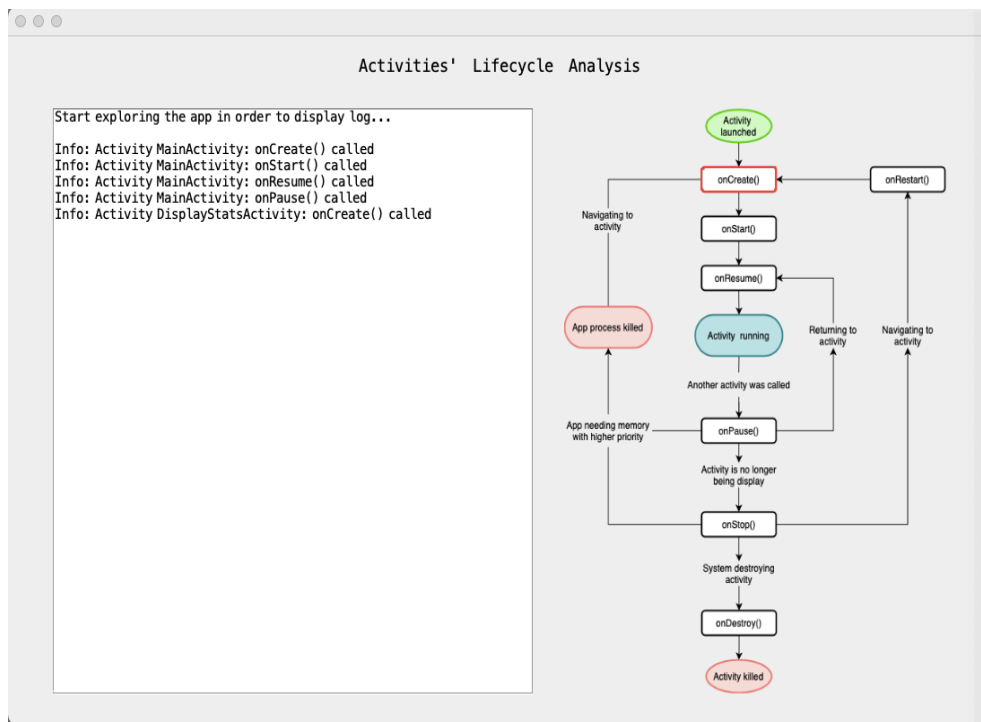 Activities' Lifecycle Analysis
Start exploring the app in order to display log...
Info: Activity MainActivity: onCreate() called
Info: Activity MainActivity: onStart() called
Info: Activity MainActivity: onResume() called
Info: Activity MainActivity: onPause() called
Info: Activity DisplayStatsActivity: onCreate() called
Activity
launched
onCreate()
onRestart()
Navigating to
activity
onStart()
onResume()
App process killed
Activity running
Returning to
activity
Navigating to
activity
Another activity was called
App needing memory
with higher priority
onPause()
Activity is no longer
being display
onStop()
System destroying
activity
onDestroy()
Activity killed